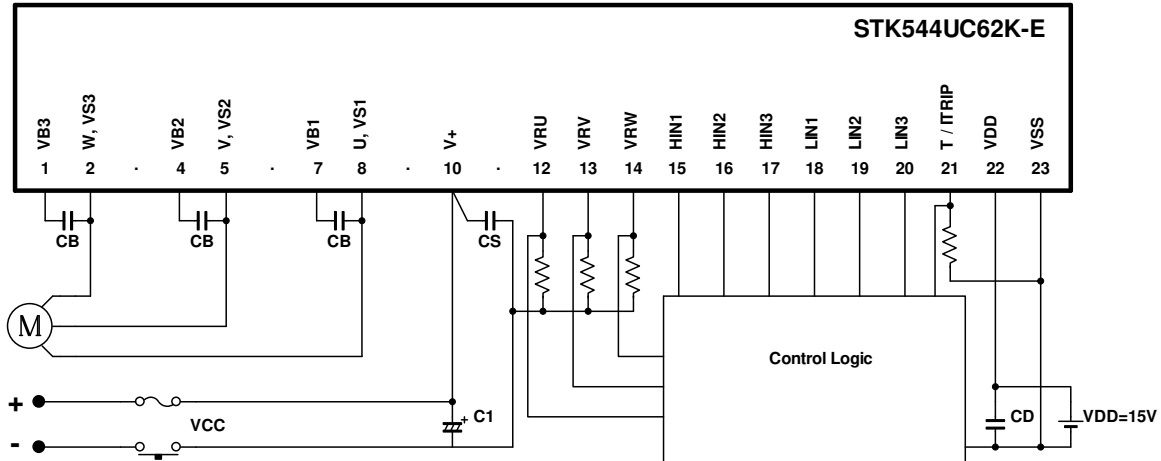 STK544UC62K-E
VB3
W, VS3
VB2
V, VS2
VB1
U, VS1
V+
VRU
VRV
VRW
HIN1
HIN2
HIN3
LIN1
LIN2
LIN3
T / ITRIP
VDD
VSS
1 2 . 4 5 . 7 8 . 10 . 12 13 14 15 16 17 18 19 20 21 22 23
CB
CB
CB
CS
M
Control Logic
+
VCC
+
C1
CD
VDD=15V
-